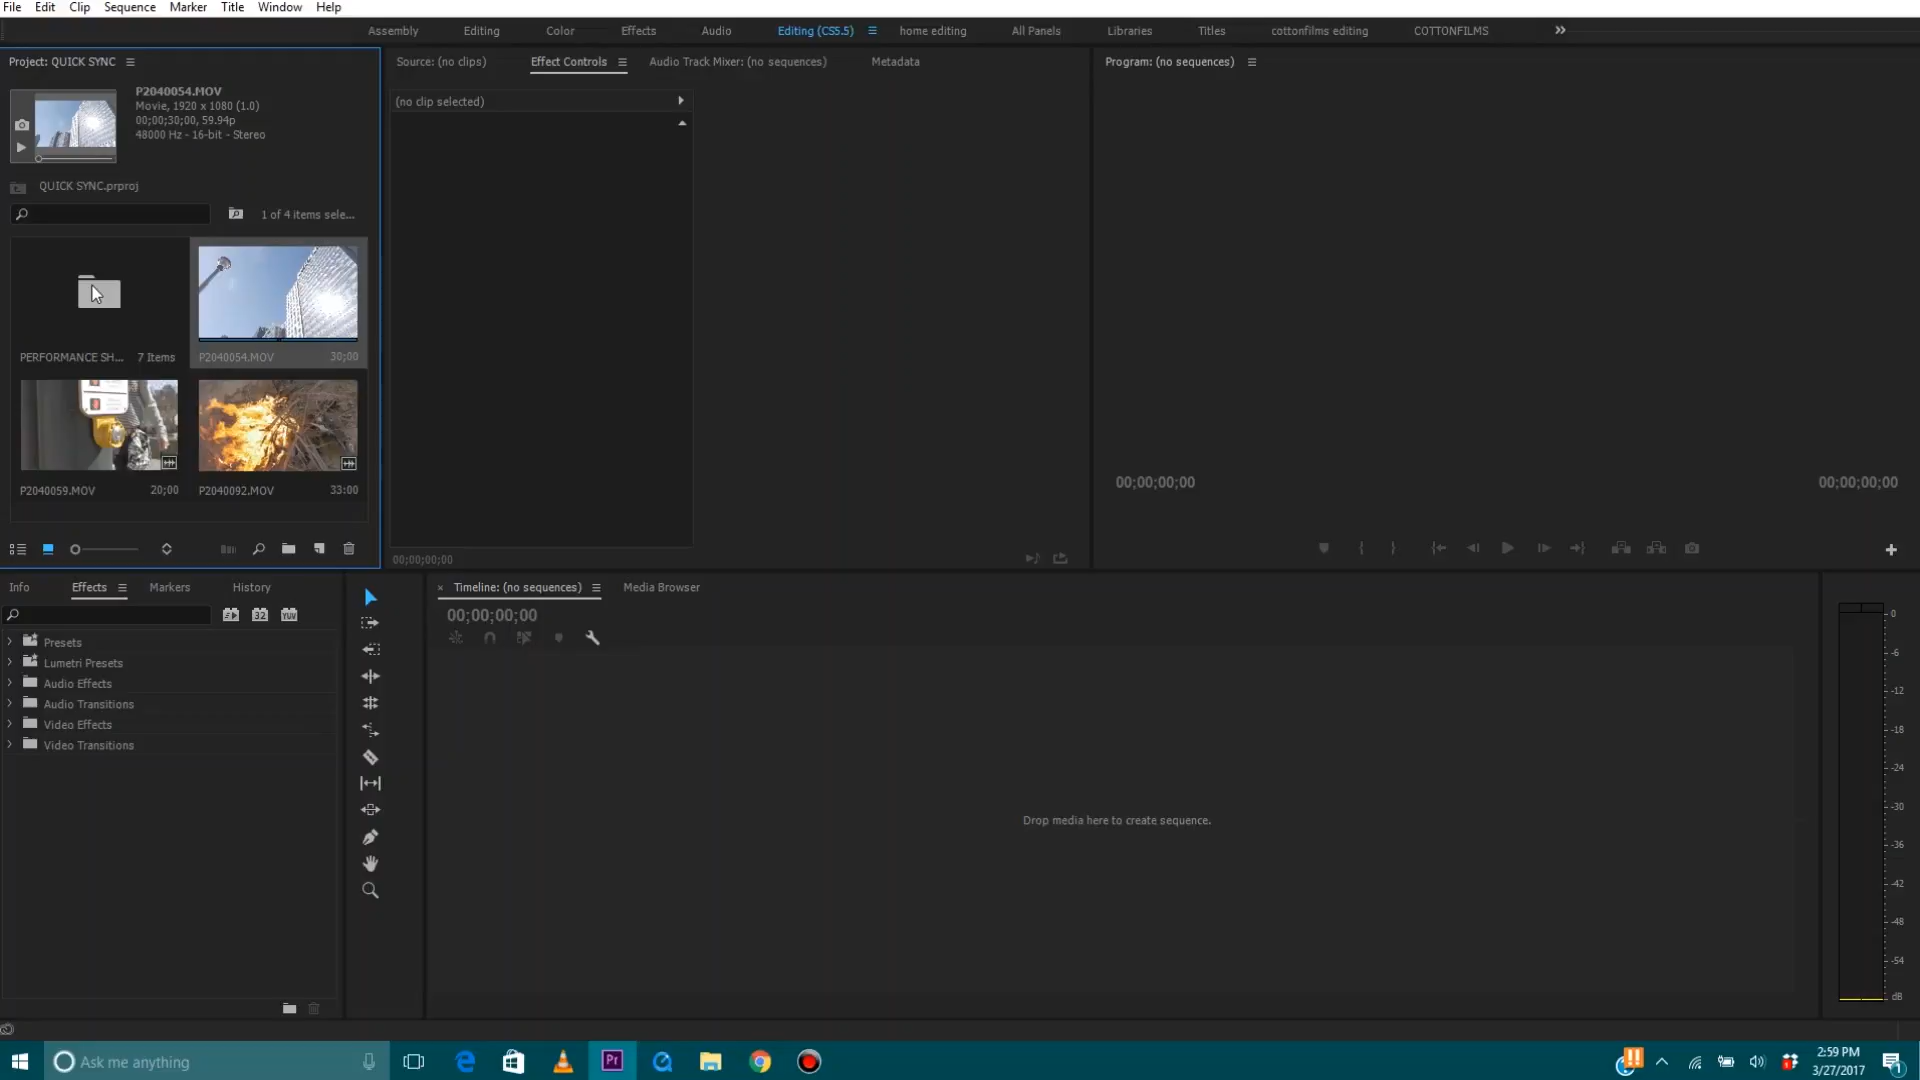 File Edit Clip Sequence Marker Title Window Help
Assembly Editing Color Effects Audio Editing (CS5.5) home editing All Panels Libraries Titles cottonfilms editing COTTONFILMS
Project: QUICK SYNC
Source: (no clips) Effect Controls Audio Track Mixer: (no sequences) Metadata
Program: (no sequences)
P2040054.MOV
Movie, 1920 x 1080 (1.0)
00;00;30;00, 59.94p
48000 Hz - 16-bit - Stereo
(no clip selected)
QUICK SYNC.prproj
1 of 4 items sele...
PERFORMANCE SH... 7 Items
P2040054.MOV 30;00
P2040059.MOV 20;00
P2040092.MOV 33:00
00;00;00;00
00;00;00;00 00;00;00;00
Info Effects Markers History
Timeline: (no sequences) Media Browser
00;00;00;00
32
Presets
Lumetri Presets
Audio Effects
Audio Transitions
Video Effects
Video Transitions
Drop media here to create sequence.
0
-6
-12
-18
-24
-30
-36
-42
-48
-54
dB
Ask me anything
Pr
2:59 PM
3/27/2017
1